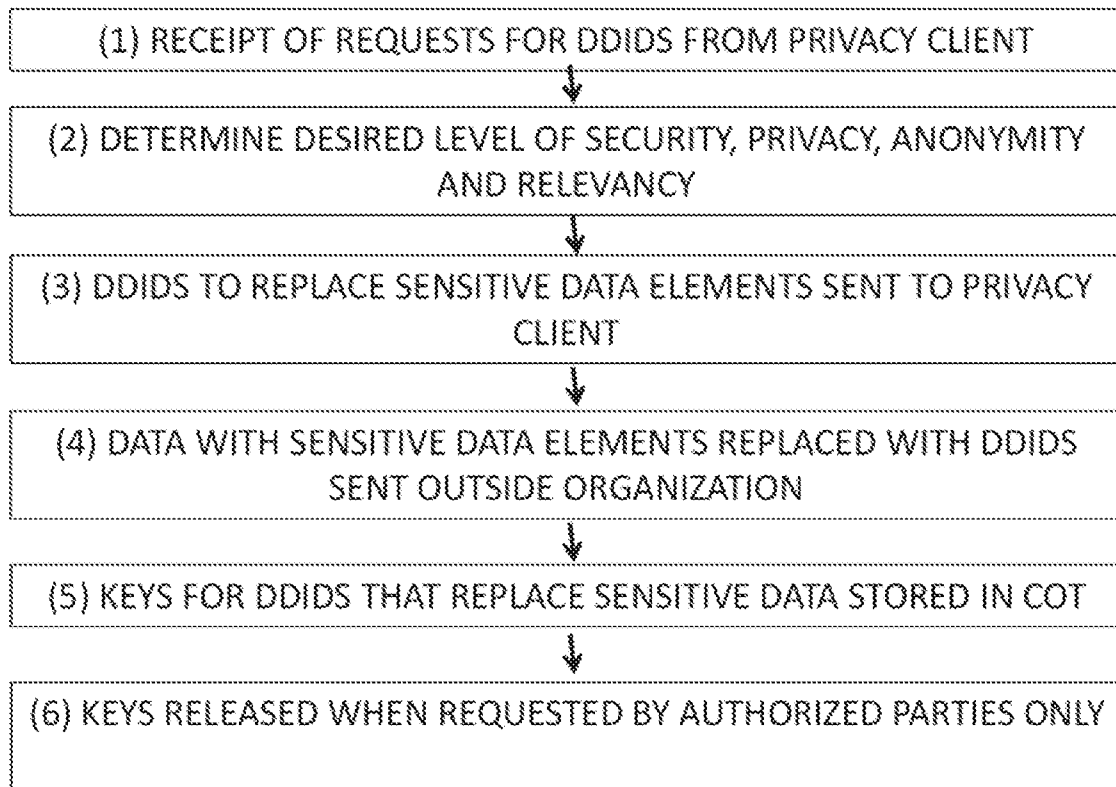 (1) RECEIPT OF REQUESTS FOR DDIDS FROM PRIVACY CLIENT
(2) DETERMINE DESIRED LEVEL OF SECURITY, PRIVACY, ANONYMITY
AND RELEVANCY
(3) DDIDS TO REPLACE SENSITIVE DATA ELEMENTS SENT TO PRIVACY
CLIENT
(4) DATA WITH SENSITIVE DATA ELEMENTS REPLACED WITH DDIDS
SENT OUTSIDE ORGANIZATION
(5) KEYS FOR DDIDS THAT REPLACE SENSITIVE DATA STORED IN COT
(6) KEYS RELEASED WHEN REQUESTED BY AUTHORIZED PARTIES ONLY